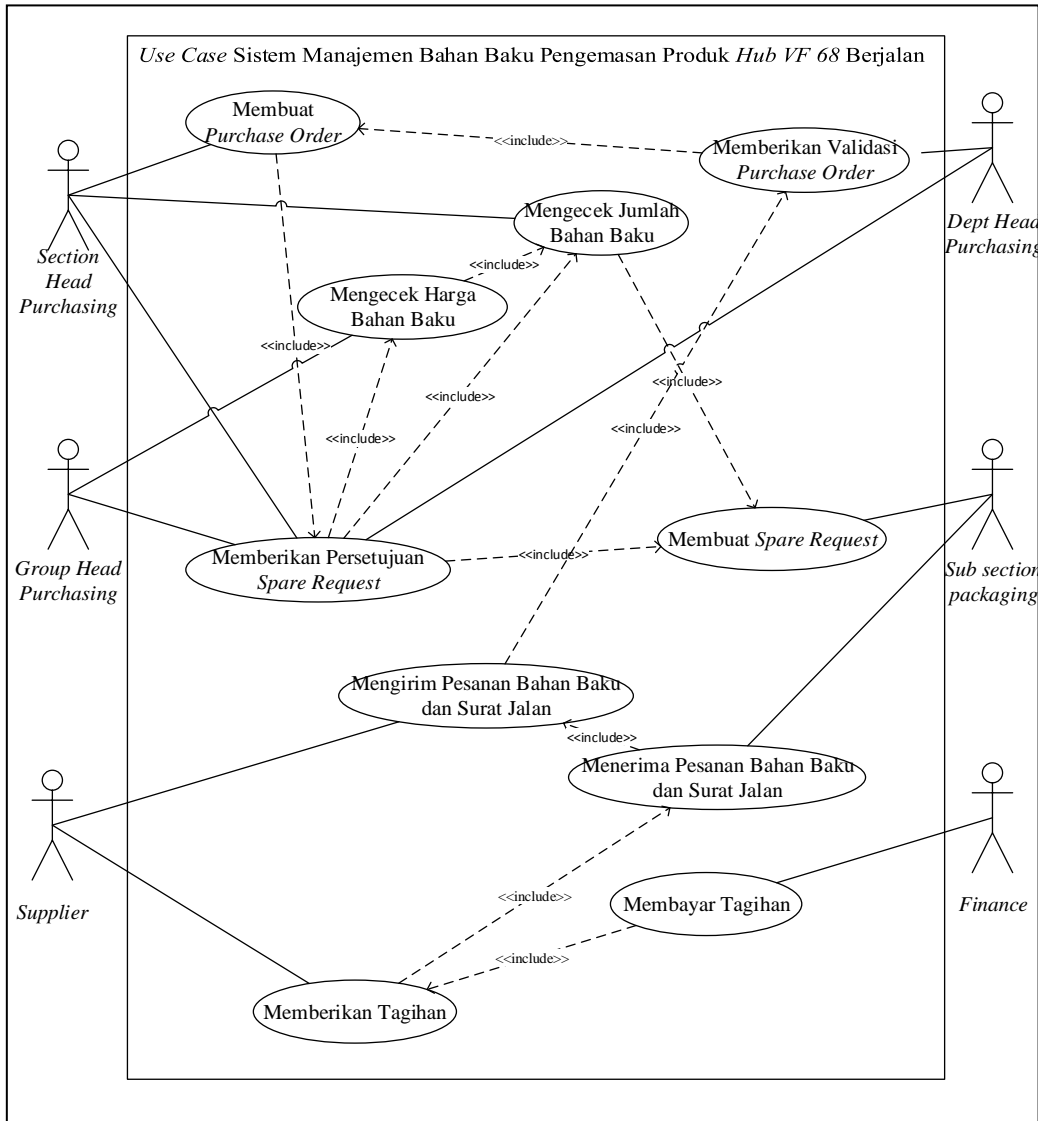 Use Case Sistem Manajemen Bahan Baku Pengemasan Produk Hub VF 68 Berjalan
Membuat
Purchase Order
<<include>>
Memberikan Validasi
Purchase Order
Section
Head
Purchasing
Dept Head
Purchasing
Mengecek Jumlah
Bahan Baku
<<include>>
Mengecek Harga
Bahan Baku
<<include>>
<<include>>
<<include>>
<<include>>
<<include>>
<<include>>
Group Head
Purchasing
Memberikan Persetujuan
Spare Request
<<include>>
Membuat Spare Request
Sub section
packaging
Mengirim Pesanan Bahan Baku
dan Surat Jalan
<<include>>
Menerima Pesanan Bahan Baku
dan Surat Jalan
Supplier
<<include>>
Membayar Tagihan
Finance
<<include>>
Memberikan Tagihan